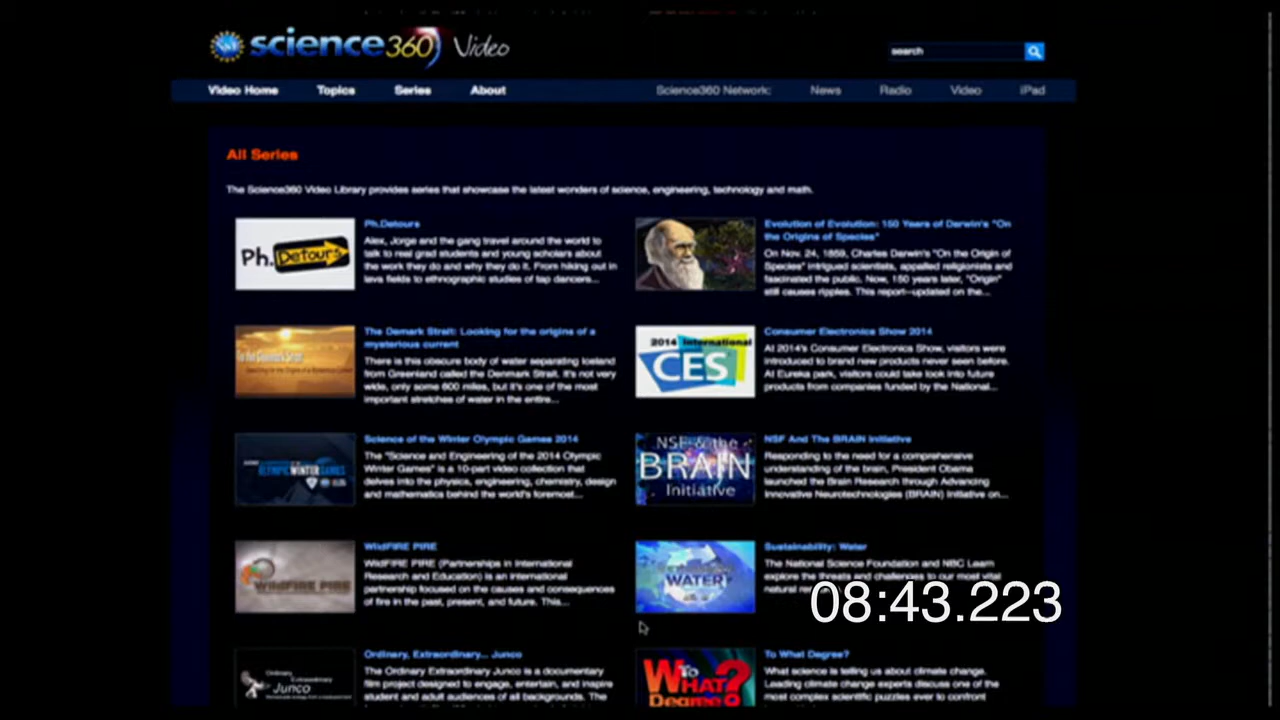 science360 Video
search
Video Home Topics Series About Science360 Network: News Radio Video iPad
All Series
The Science360 Video Library provides series that showcase the latest wonders of science, engineering, technology and math.
Ph.Detours
Ph.Detours
Alex, Jorge and the gang travel around the world to
talk to real grad students and young scholars about
the work they do and why they do it. From hiking out in
lava fields to ethnographic studies of tap dancers...
Evolution of Evolution: 150 Years of Darwin's "On
the Origins of Species"
On Nov. 24, 1859, Charles Darwin's "On the Origin of
Species" intrigued scientists, appalled religionists and
fascinated the public. Now, 150 years later, "Origin"
still causes ripples. This report--updated on the...
The Demark Strait: Looking for the origins of a
mysterious current
There is this obscure body of water separating Iceland
from Greenland called the Denmark Strait. It's not very
wide, only some 600 miles, but it's one of the most
important stretches of water in the entire...
2014 International
CES
Consumer Electronics Show 2014
At 2014's Consumer Electronics Show, visitors were
introduced to brand new products never seen before.
At Eureka park, visitors could take look into future
products from companies funded by the National...
OLYMPIC WINTER GAMES
Science of the Winter Olympic Games 2014
The "Science and Engineering of the 2014 Olympic
Winter Games" is a 10-part video collection that
delves into the physics, engineering, chemistry, design
and mathematics behind the world's foremost...
NSF & the
BRAIN
Initiative
NSF And The BRAIN Initiative
Responding to the need for a comprehensive
understanding of the brain, President Obama
launched the Brain Research through Advancing
Innovative Neurotechnologies (BRAIN) Initiative on...
WILDFIRE PIRE
WildFIRE PIRE
WildFIRE PIRE (Partnerships in International
Research and Education) is an international
partnership focused on the causes and consequences
of fire in the past, present, and future. This...
WATER
Sustainability: Water
The National Science Foundation and NBC Learn
explore the threats and challenges to our most vital
natural
08:43.223
Ordinary
Extraordinary
Junco
Ordinary, Extraordinary... Junco
The Ordinary Extraordinary Junco is a documentary
film project designed to engage, entertain, and inspire
student and adult audiences of all backgrounds. The
To
WHAT?
Degree?
To What Degree?
What science is telling us about climate change.
Leading climate change experts discuss one of the
most complex scientific puzzles ever to confront